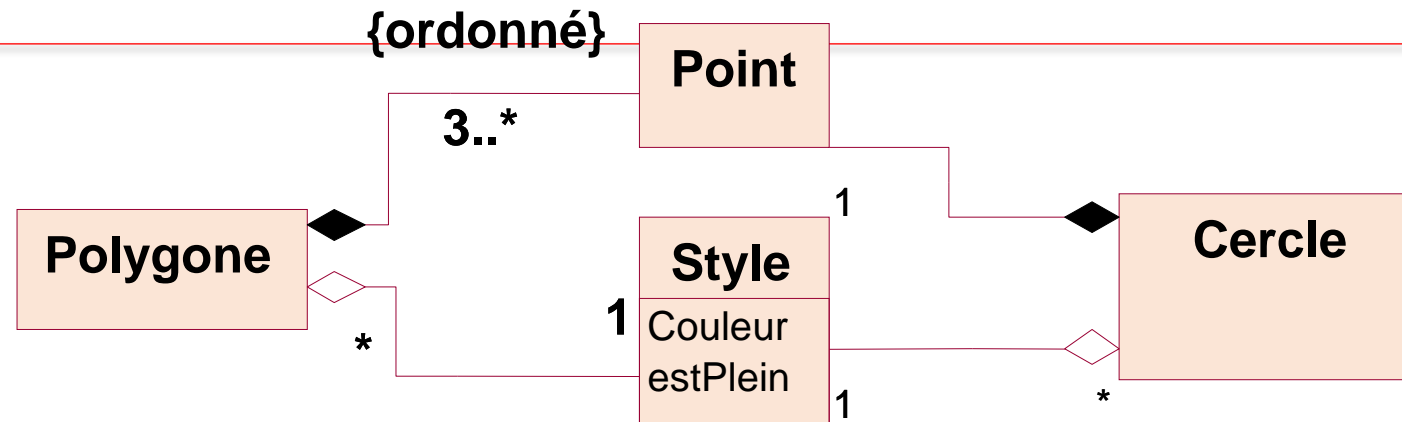 {ordonné}
Point
3..*
1
Polygone
Style
Cercle
1
Couleur
*
estPlein
1
*